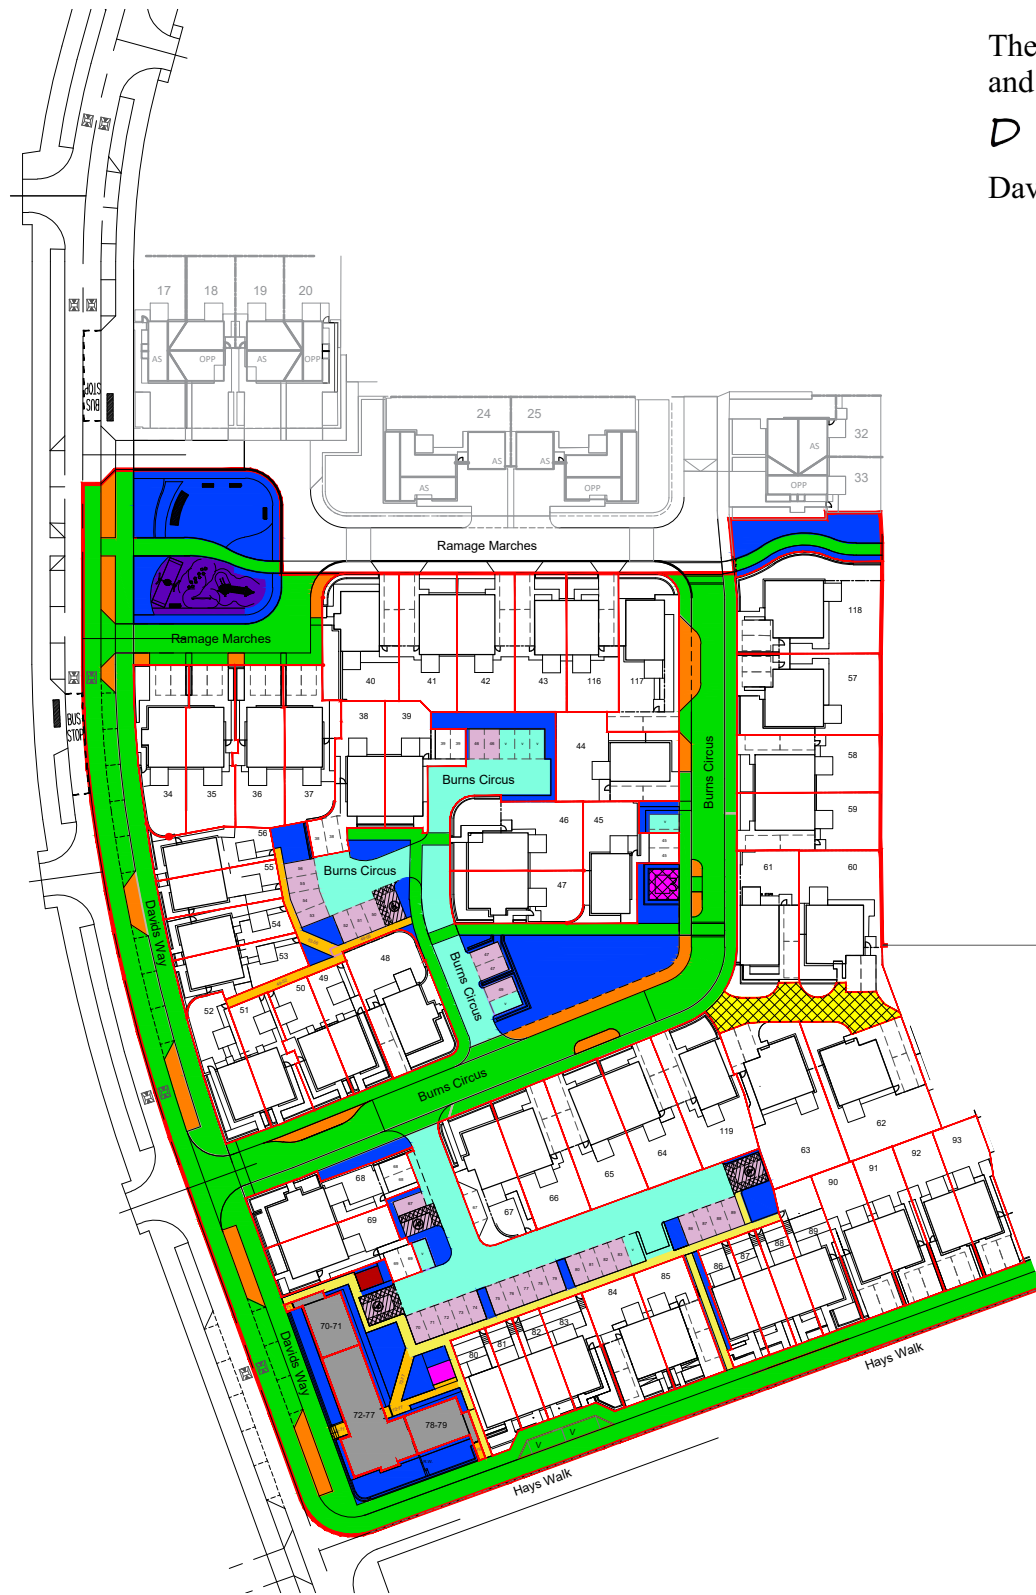 The
and
D
Dav
17 18 19 20
AS OPP AS OPP
BUS
STOP
24 25
AS AS
AS OPP
32
AS
33
OPP
Ramage Marches
Ramage Marches
118
57
58
59
60
61
40 41 42 43 116 117
38 39
44
34 35 36 37
BUS
STOP
Burns Circus
Burns Circus
46 45
47
56
55
54
53
Burns Circus
Davids Way
48
49
50
51
52
Burns Circus
Burns Circus
119
62
63
64
65
66
67
68
69
93
92
91
90
89
88
87
86
85
84
83
82
81
80
70-71
72-77
78-79
Davids Way
Hays Walk
V V
Hays Walk